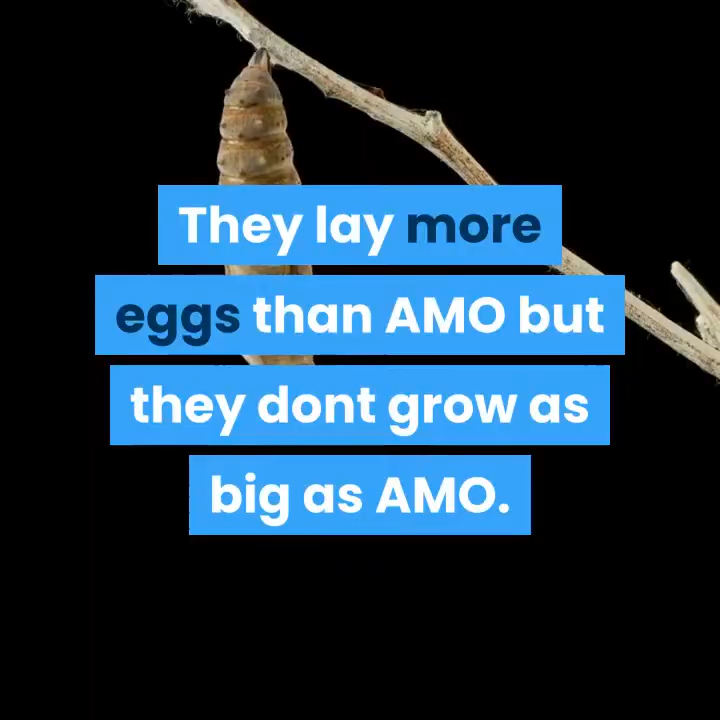 They lay more
eggs than AMO but
they dont grow as
big as AMO.